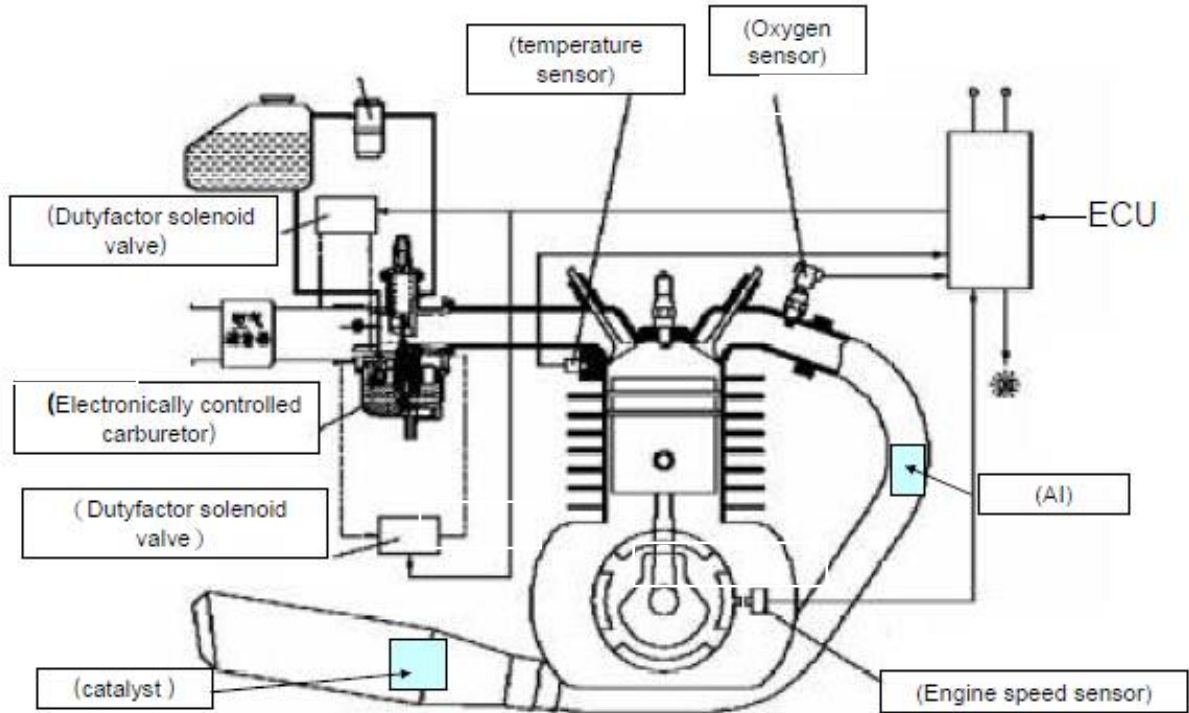 (temperature
sensor)
(Oxygen
sensor)
(Dutyfactor solenoid
valve)
ECU
(Electronically controlled
carburetor)
(AI)
(Dutyfactor solenoid
valve)
(catalyst)
(Engine speed sensor)